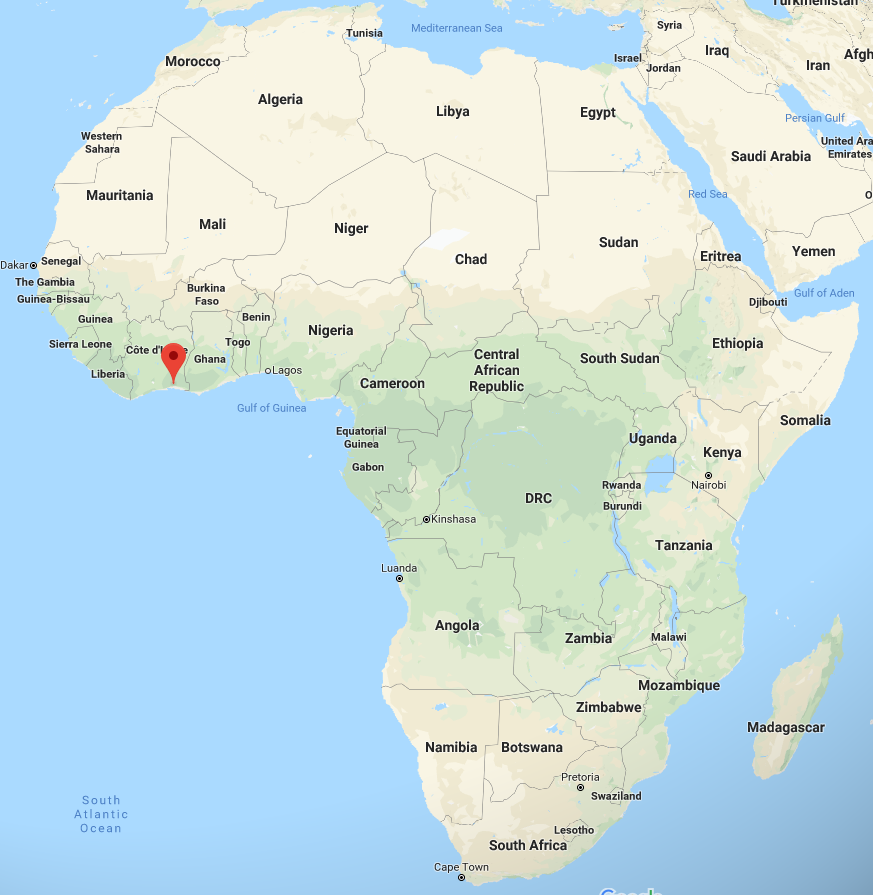 Turkmenistan
Mediterranean Sea
Tunisia
Syria
Morocco
Iraq
Israel
Afgh
Iran
Jordan
Algeria
Libya
Egypt
Persian Gulf
Western
Sahara
United Ara
Emirates
Saudi Arabia
Mauritania
Red Sea
O
Mali
Niger
Sudan
Yemen
Chad
Eritrea
Dakar
Senegal
The Gambia
Burkina
Faso
Gulf of Aden
Guinea-Bissau
Djibouti
Guinea
Benin
Nigeria
Sierra Leone
Togo
Ethiopia
Côte d'I
e
Ghana
South Sudan
Central
African
Republic
Liberia
Lagos
Cameroon
Gulf of Guinea
Somalia
Equatorial
Guinea
Uganda
Kenya
Gabon
Rwanda
Nairobi
DRC
Burundi
Kinshasa
Tanzania
Luanda
Angola
Zambia
Malawi
Mozambique
Zimbabwe
Madagascar
Namibia
Botswana
Pretoria
Swaziland
South
Atlantic
Ocean
Lesotho
South Africa
Cape Town